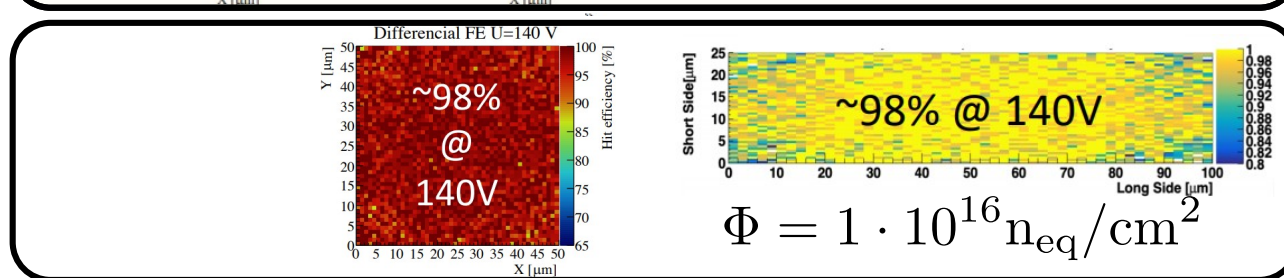 X [μm]
X [μm]
Differencial FE U=140 V
Y [μm]
50
45
40
35
30
25
20
15
10
5
0
0 5 10 15 20 25 30 35 40 45 50
X [μm]
~98%
@
140V
100
95
90
85
80
75
70
65
Hit efficiency [%]
Short Side[μm]
25
20
15
10
5
0
0 10 20 30 40 50 60 70 80 90 100
Long Side [μm]
~98% @ 140V
1
0.98
0.96
0.94
0.92
0.9
0.88
0.86
0.84
0.82
0.8
Φ = 1 · 10¹⁶n_eq/cm²